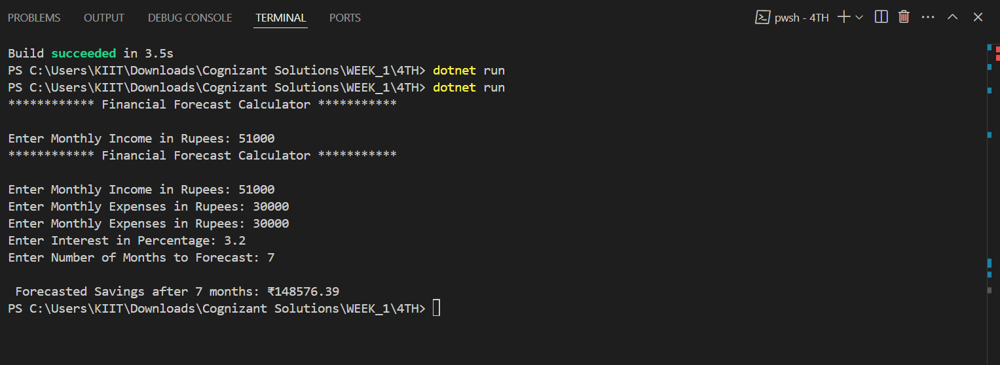 PROBLEMS OUTPUT DEBUG CONSOLE TERMINAL PORTS pwsh - 4TH
Build succeeded in 3.5s
PS C:\Users\KIIT\Downloads\Cognizant Solutions\WEEK_1\4TH> dotnet run
PS C:\Users\KIIT\Downloads\Cognizant Solutions\WEEK_1\4TH> dotnet run
************ Financial Forecast Calculator ***********
Enter Monthly Income in Rupees: 51000
************ Financial Forecast Calculator ***********
Enter Monthly Income in Rupees: 51000
Enter Monthly Expenses in Rupees: 30000
Enter Monthly Expenses in Rupees: 30000
Enter Interest in Percentage: 3.2
Enter Number of Months to Forecast: 7
Forecasted Savings after 7 months: ₹148576.39
PS C:\Users\KIIT\Downloads\Cognizant Solutions\WEEK_1\4TH>